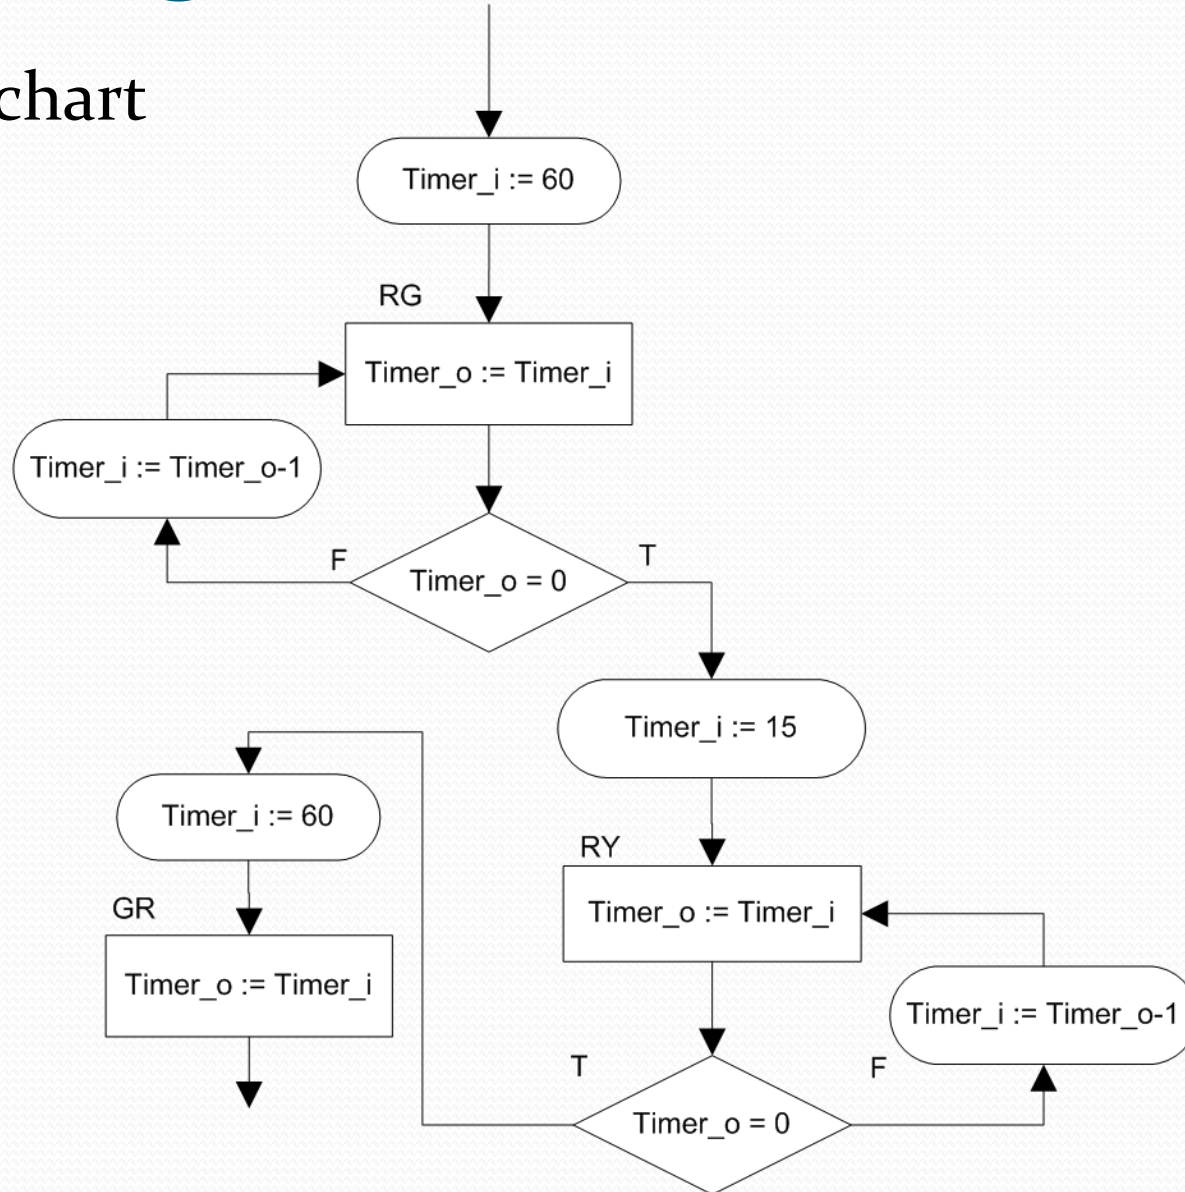 chart
Timer_i := 60
RG
Timer_o := Timer_i
Timer_i := Timer_o-1
F
T
Timer_o = 0
Timer_i := 15
Timer_i := 60
RY
GR
Timer_o := Timer_i
Timer_o := Timer_i
Timer_i := Timer_o-1
T
F
Timer_o = 0